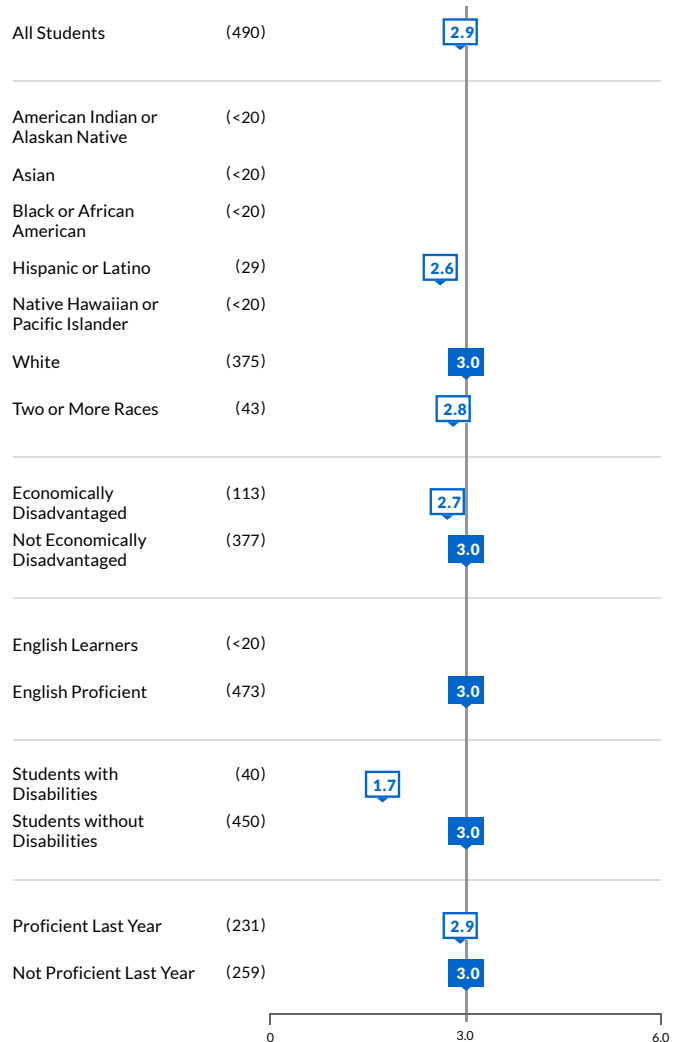 All Students (490) 2.9
American Indian or (<20)
Alaskan Native
Asian (<20)
Black or African (<20)
American
Hispanic or Latino (29) 2.6
Native Hawaiian or (<20)
Pacific Islander
White (375) 3.0
Two or More Races (43) 2.8
Economically (113) 2.7
Disadvantaged
Not Economically (377) 3.0
Disadvantaged
English Learners (<20)
English Proficient (473) 3.0
Students with (40) 1.7
Disabilities
Students without (450) 3.0
Disabilities
Proficient Last Year (231) 2.9
Not Proficient Last Year (259) 3.0
0 3.0 6.0